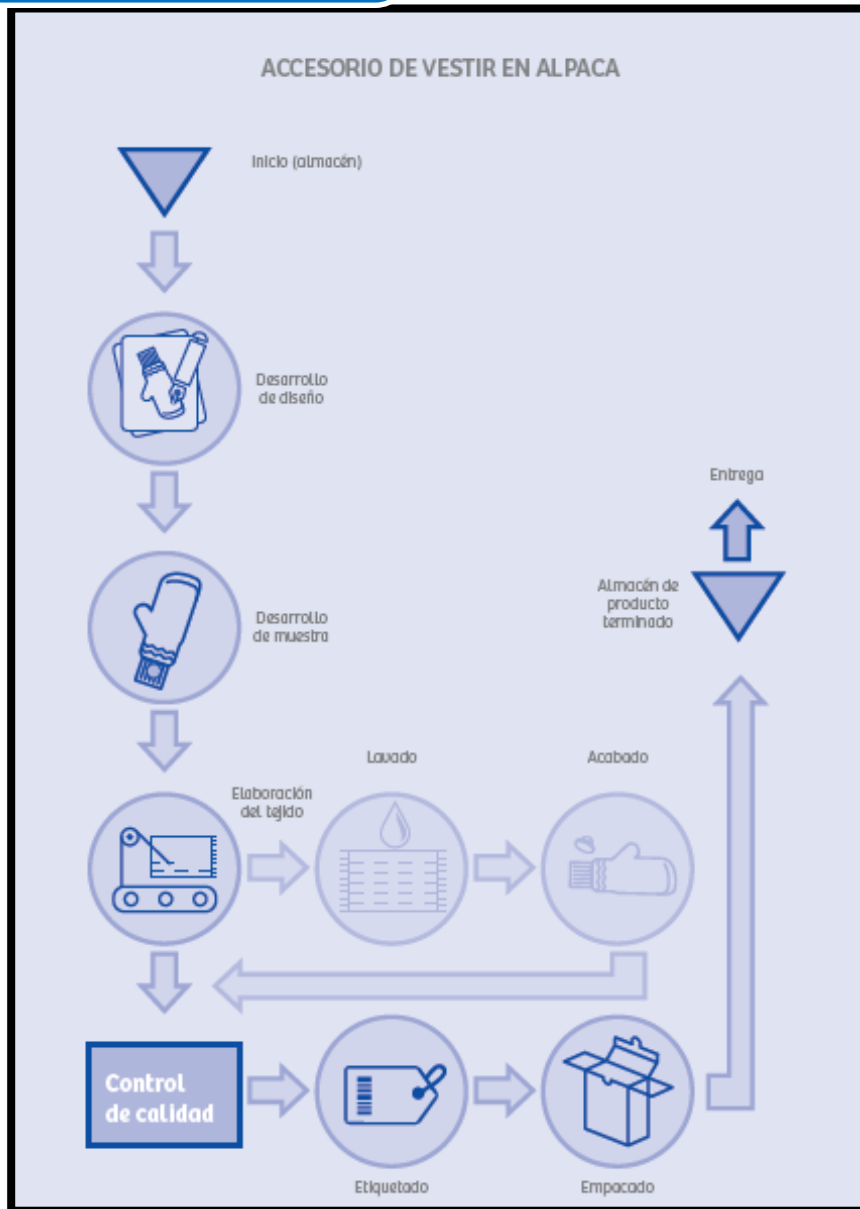 ACCESORIO DE VESTIR EN ALPACA
Inicio (almacén)
Desarrollo
de diseño
Entrega
Almacén de
producto
terminado
Desarrollo
de muestra
Lavado
Acabado
Elaboración
del tejido
Control
de calidad
Etiquetado
Empacado